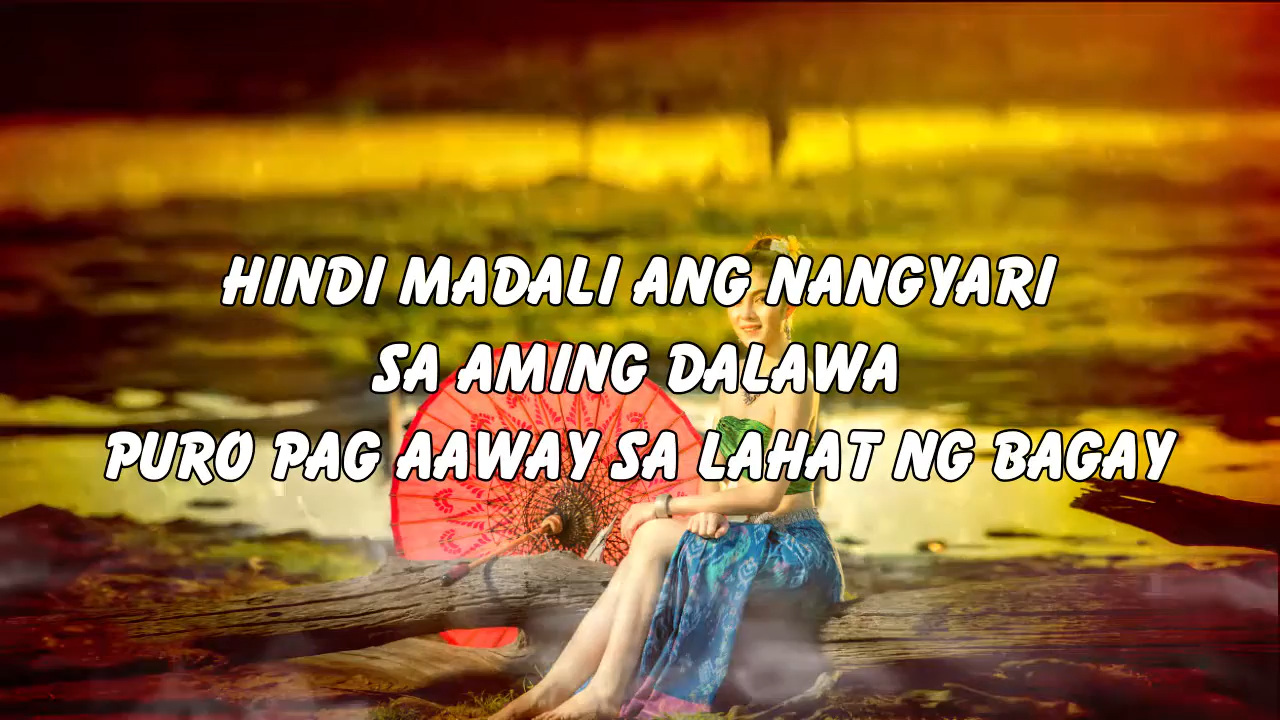 HINDI MADALI ANG NANGYARI
SA AMING DALAWA
PURO PAG AAWAY SA LAHAT NG BAGAY